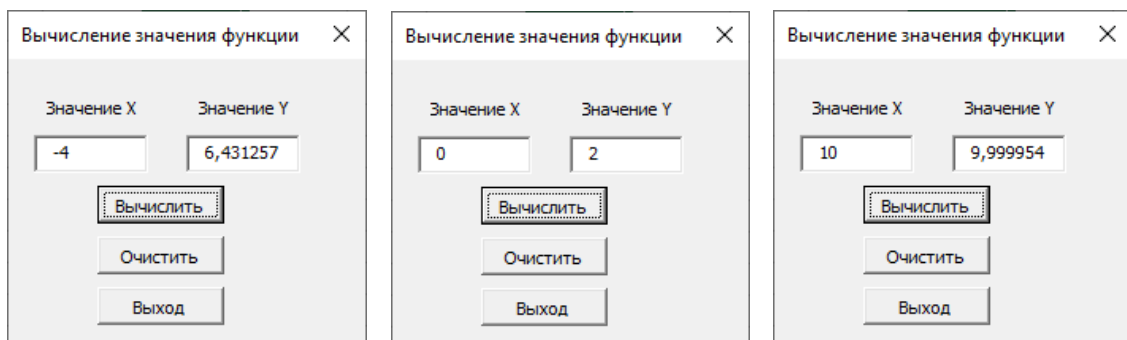 Вычисление значения функции
Значение X Значение Y
-4 6,431257
Вычислить
Очистить
Выход
Вычисление значения функции
Значение X Значение Y
0 2
Вычислить
Очистить
Выход
Вычисление значения функции
Значение X Значение Y
10 9,999954
Вычислить
Очистить
Выход